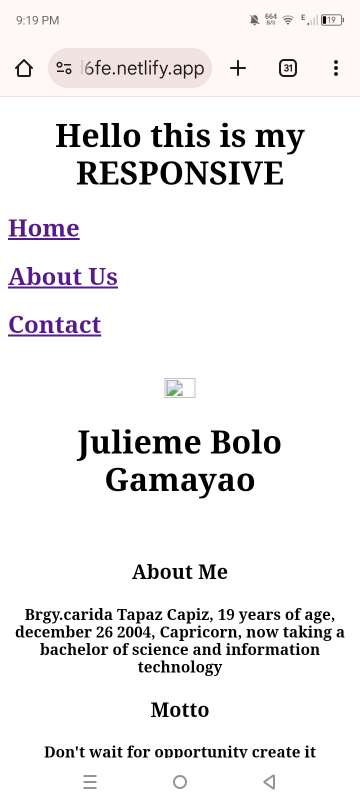 9:19 PM
664
B/S
E
19
l6fe.netlify.app
31
Hello this is my
RESPONSIVE
Home
About Us
Contact
Julieme Bolo
Gamayao
About Me
Brgy.carida Tapaz Capiz, 19 years of age,
december 26 2004, Capricorn, now taking a
bachelor of science and information
technology
Motto
Don't wait for opportunity create it